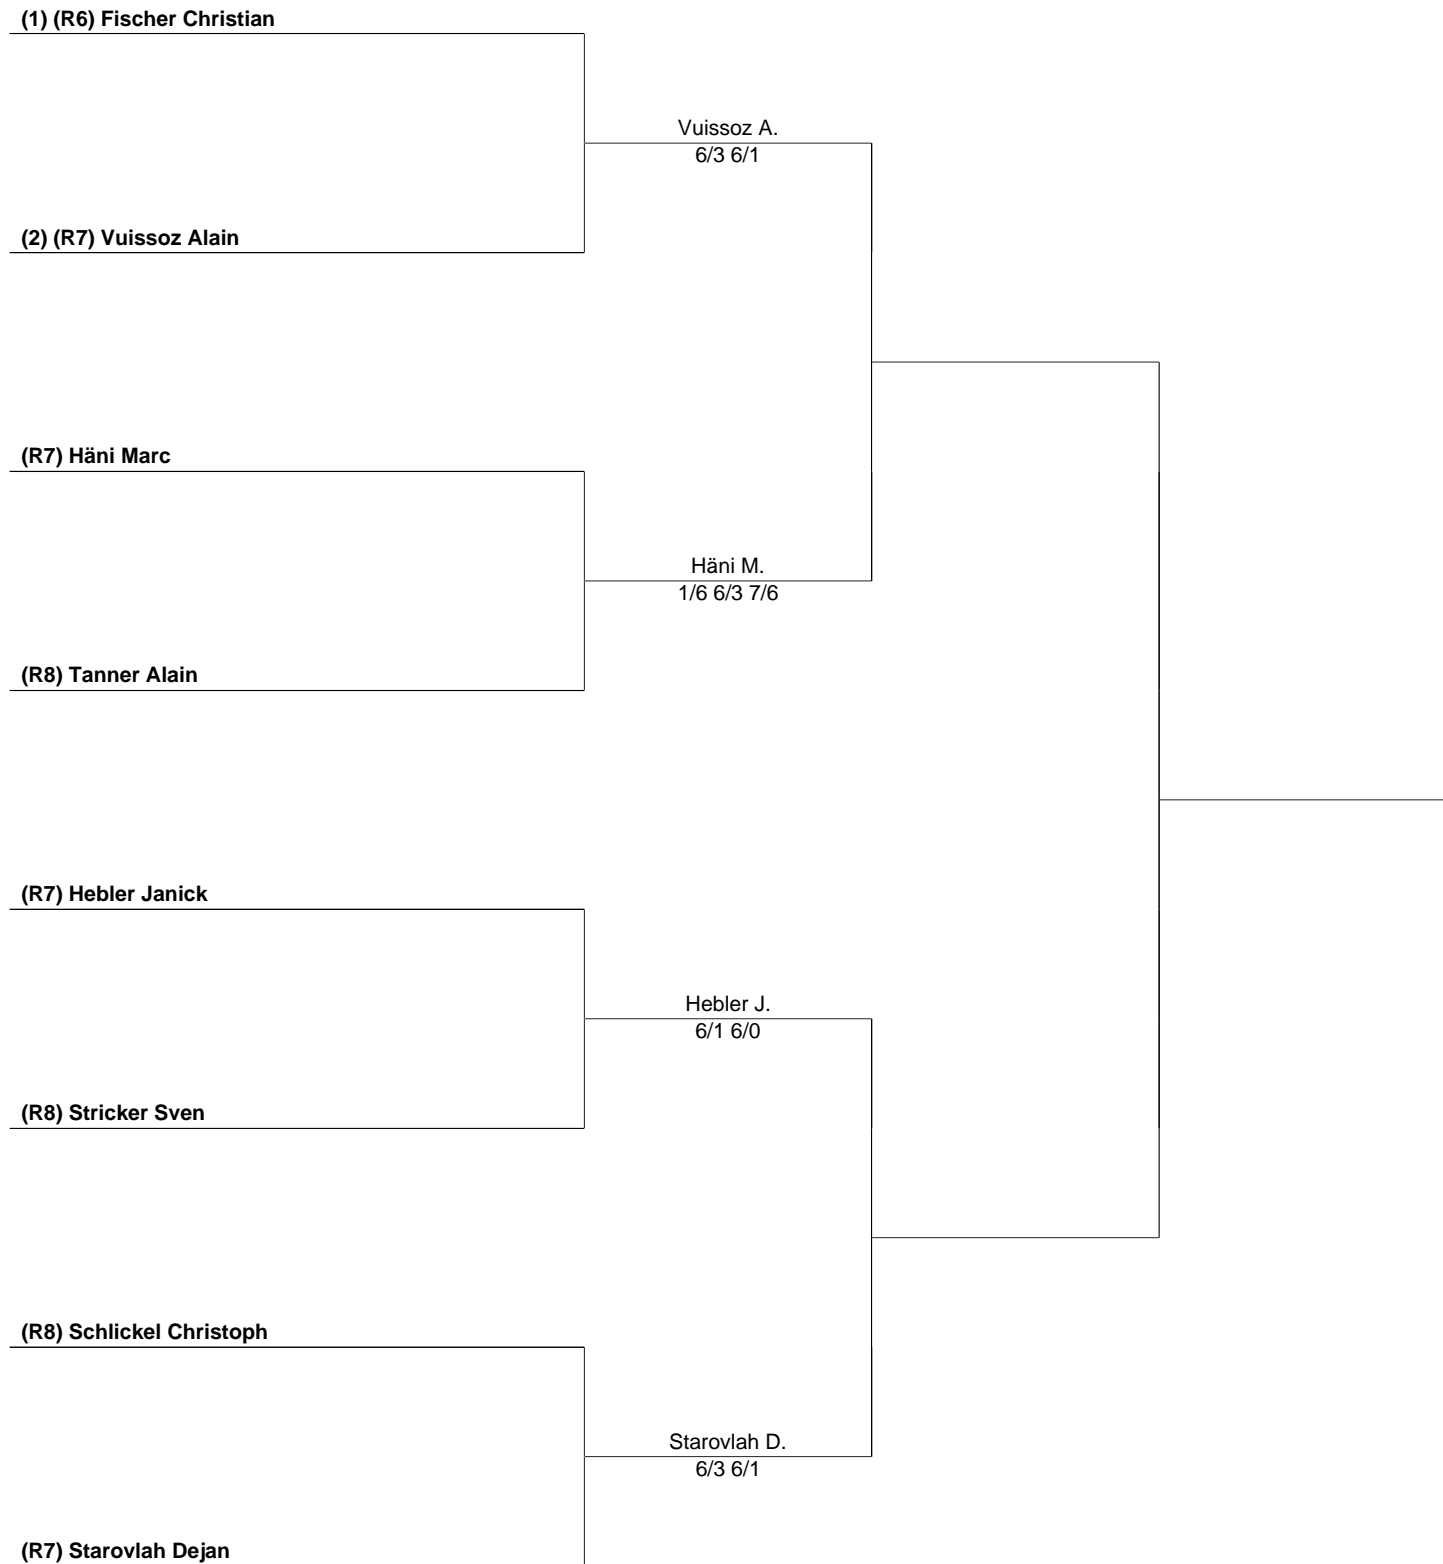 (1) (R6) Fischer Christian
Vuissoz A.
6/3 6/1
(2) (R7) Vuissoz Alain
(R7) Häni Marc
Häni M.
1/6 6/3 7/6
(R8) Tanner Alain
(R7) Hebler Janick
Hebler J.
6/1 6/0
(R8) Stricker Sven
(R8) Schlickel Christoph
Starovlah D.
6/3 6/1
(R7) Starovlah Dejan